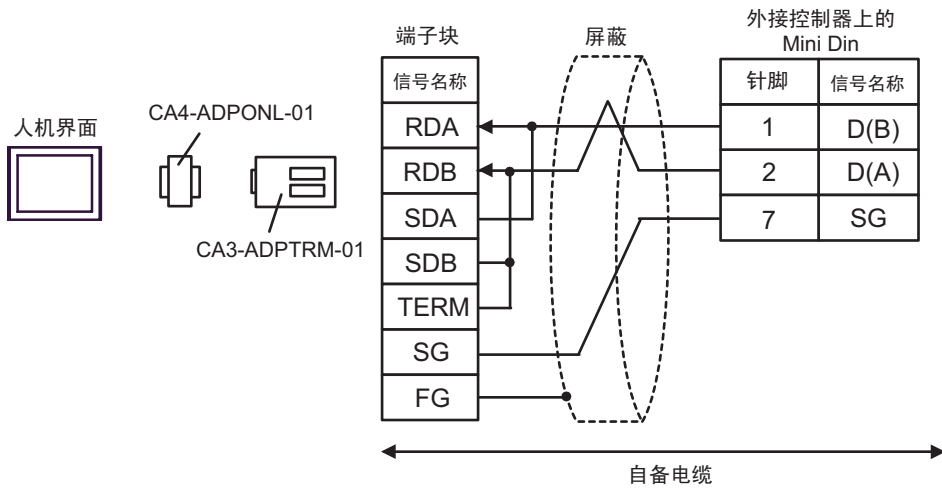 人机界面
CA4-ADPONL-01
CA3-ADPTRM-01
端子块
信号名称
RDA
RDB
SDA
SDB
TERM
SG
FG
屏蔽
外接控制器上的
Mini Din
针脚 信号名称
1 D(B)
2 D(A)
7 SG
自备电缆